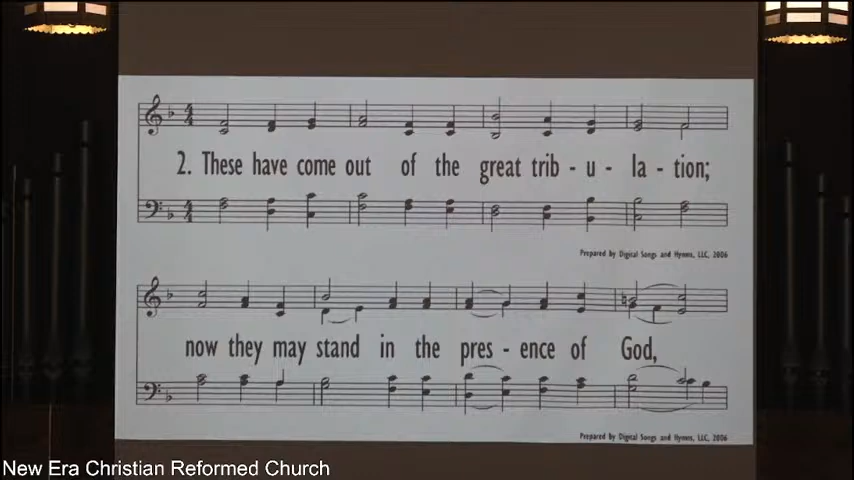 2. These have come out of the great trib - u - la - tion;
Prepared by Digital Songs and Hymns, LLC, 2006
now they may stand in the pres - ence of God,
Prepared by Digital Songs and Hymns, LLC, 2006
New Era Christian Reformed Church